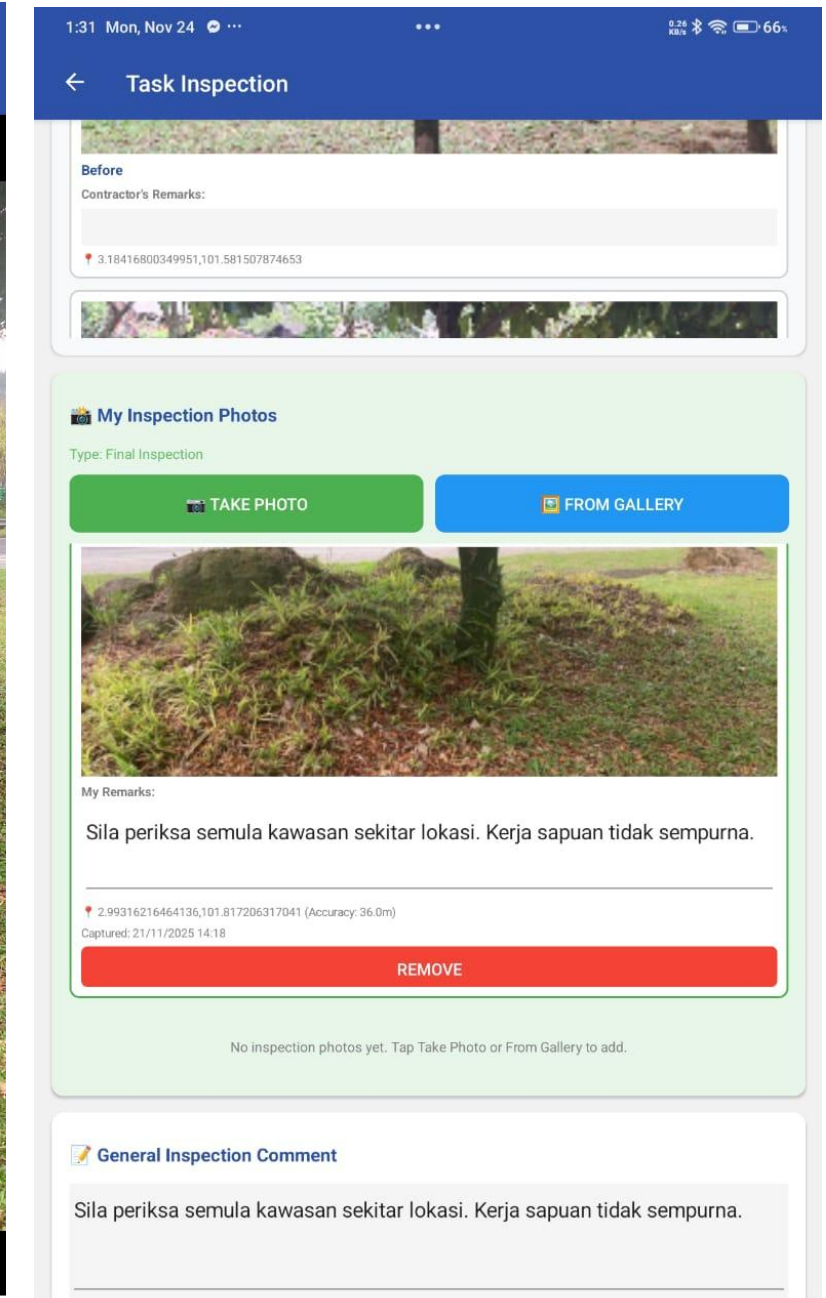 1:31 Mon, Nov 24 ···
0.26 KB/s 66%
← Task Inspection
Before
Contractor's Remarks:
📍 3.18416800349951,101.581507874653
📸 My Inspection Photos
Type: Final Inspection
📷 TAKE PHOTO
🖼️ FROM GALLERY
My Remarks:
Sila periksa semula kawasan sekitar lokasi. Kerja sapuan tidak sempurna.
📍 2.99316216464136,101.817206317041 (Accuracy: 36.0m)
Captured: 21/11/2025 14:18
REMOVE
No inspection photos yet. Tap Take Photo or From Gallery to add.
📝 General Inspection Comment
Sila periksa semula kawasan sekitar lokasi. Kerja sapuan tidak sempurna.